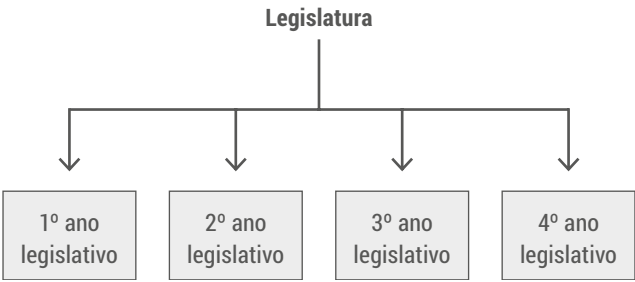 Legislatura
1º ano
legislativo
2º ano
legislativo
3º ano
legislativo
4º ano
legislativo